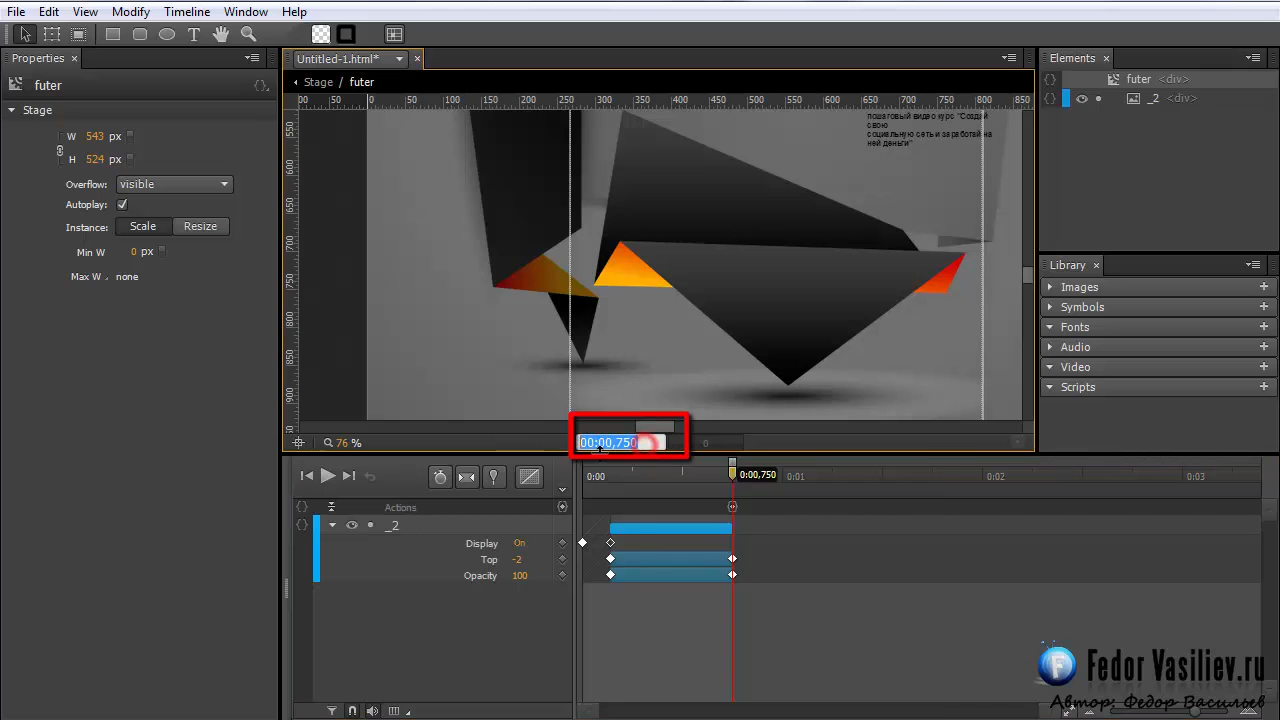 File Edit View Modify Timeline Window Help
T
Properties ×
futer
{}
Stage
W 543 px
H 524 px
Overflow: visible
Autoplay:
Instance: Scale Resize
Min W 0 px
Max W none
Untitled-1.html* ×
Stage / futer
00 50 0 50 100 150 200 250 300 350 400 450 500 550 600 650 700 750 800 850
550
600
650
700
750
800
850
900
пошаговый видео курс "Создай
свою
социальную сеть и заработай на
ней деньги"
76 %
00:00,750
0
Elements ×
{} futer <div>
{} _2 <div>
Library ×
Images +
Symbols +
Fonts +
Audio +
Video +
Scripts +
0:00 0:00,750 0:01 0:02 0:03
{} Actions
{} _2
Display On
Top -2
Opacity 100
F Fedor Vasiliev.ru
Автор: Федор Васильев